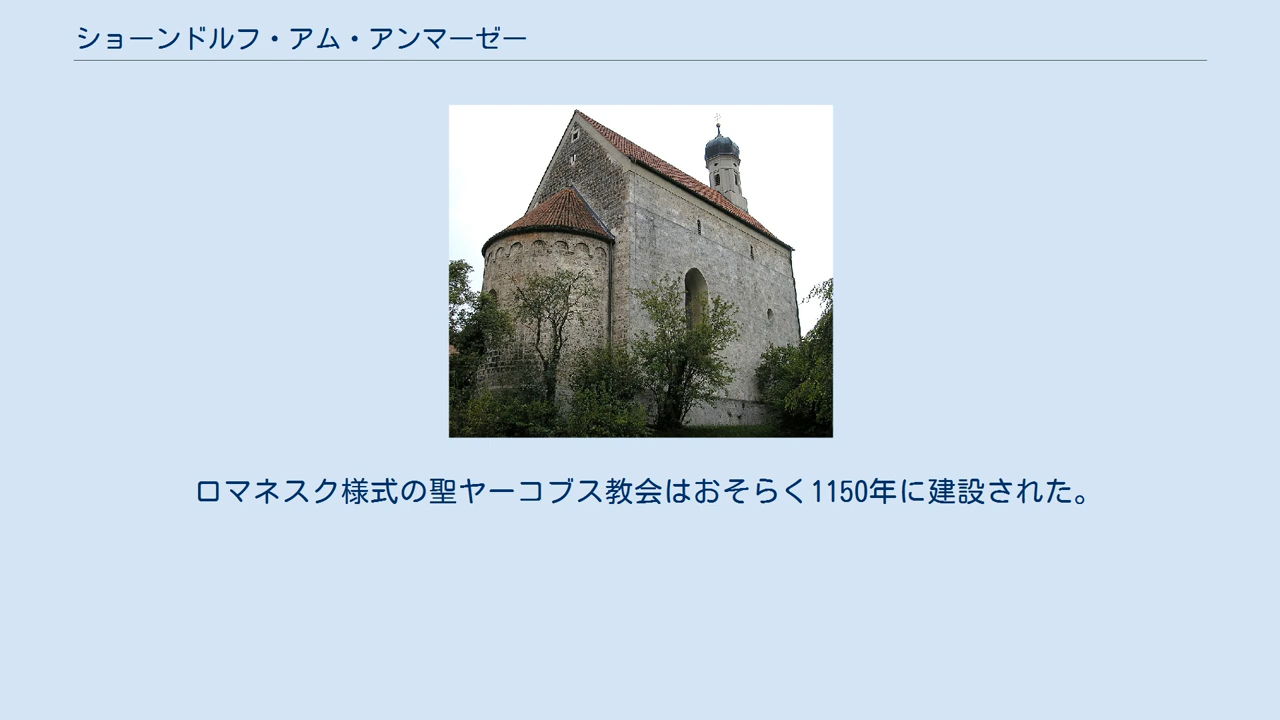 ショーンドルフ・アム・アンマーゼー
ロマネスク様式の聖ヤーコブス教会はおそらく1150年に建設された。